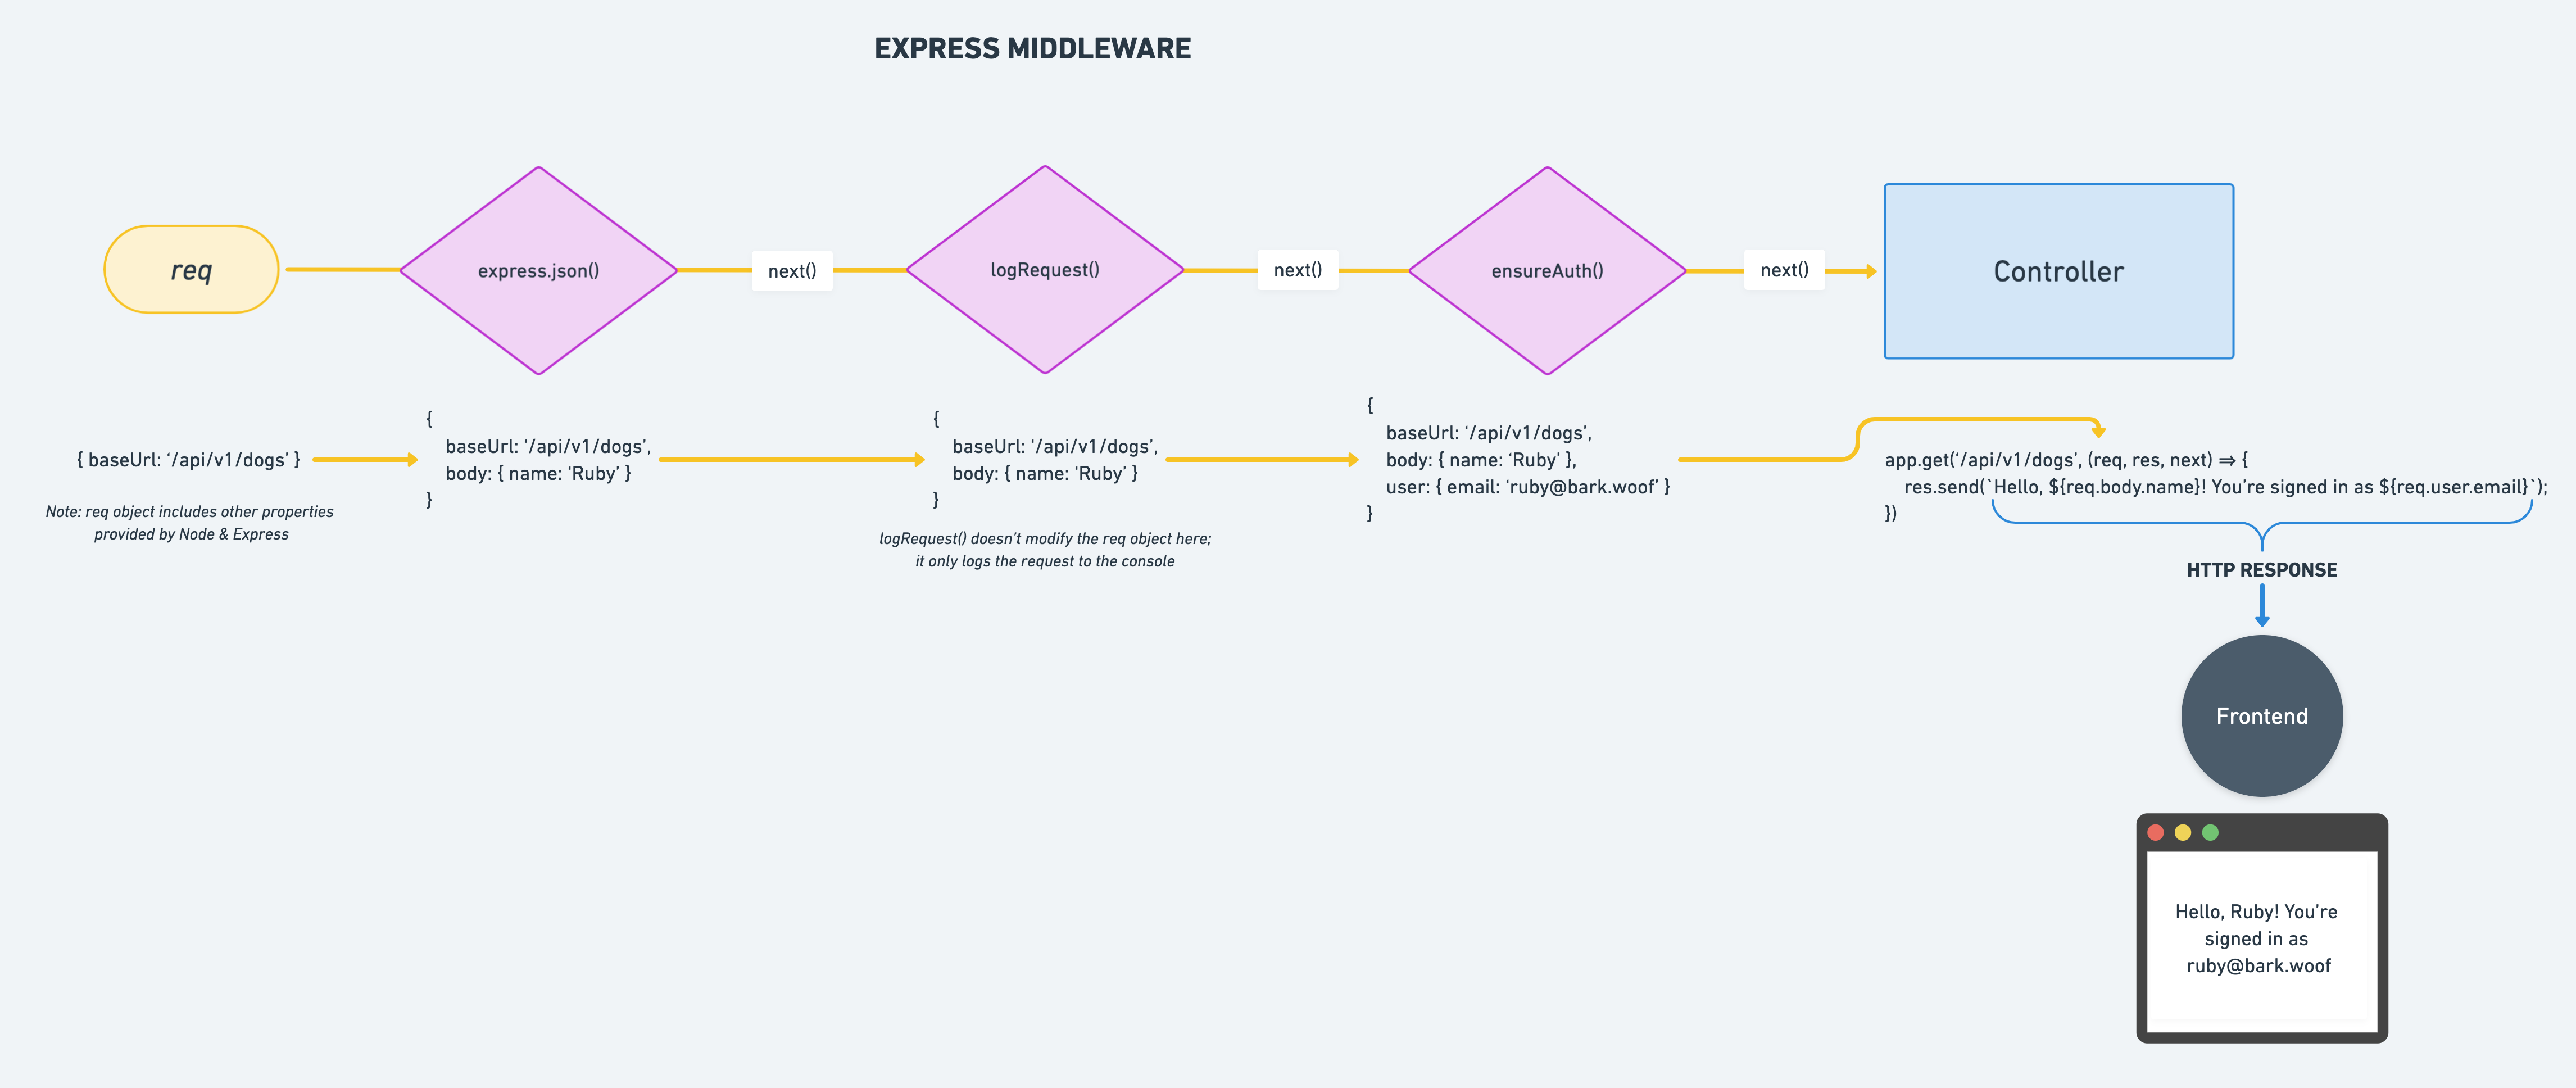 EXPRESS MIDDLEWARE
req
express.json()
next()
logRequest()
next()
ensureAuth()
next()
Controller
{ baseUrl: ‘/api/v1/dogs’ }
Note: req object includes other properties
provided by Node & Express
{
baseUrl: ‘/api/v1/dogs’,
body: { name: ‘Ruby’ }
}
{
baseUrl: ‘/api/v1/dogs’,
body: { name: ‘Ruby’ }
}
logRequest() doesn’t modify the req object here;
it only logs the request to the console
{
baseUrl: ‘/api/v1/dogs’,
body: { name: ‘Ruby’ },
user: { email: ‘ruby@bark.woof’ }
}
app.get(‘/api/v1/dogs’, (req, res, next) ⇒ {
res.send(`Hello, ${req.body.name}! You’re signed in as ${req.user.email}`);
})
HTTP RESPONSE
Frontend
Hello, Ruby! You’re
signed in as
ruby@bark.woof